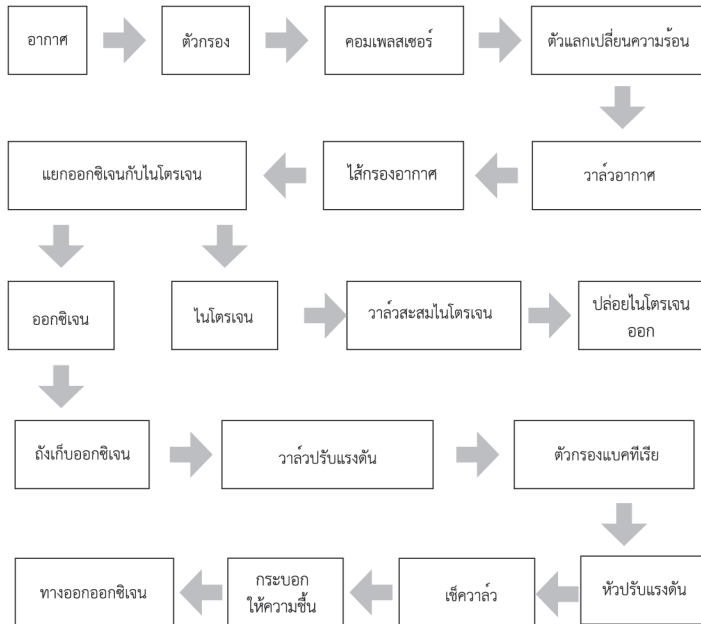 อากาศ
ตัวกรอง
คอมเพลสเซอร์
ตัวแลกเปลี่ยนความร้อน
วาล์วอากาศ
ไส้กรองอากาศ
แยกออกซิเจนกับไนโตรเจน
ออกซิเจน
ไนโตรเจน
วาล์วสะสมไนโตรเจน
ปล่อยไนโตรเจน
ออก
ถังเก็บออกซิเจน
วาล์วปรับแรงดัน
ตัวกรองแบคทีเรีย
หัวปรับแรงดัน
เช็ควาล์ว
กระบอก
ให้ความชื้น
ทางออกออกซิเจน